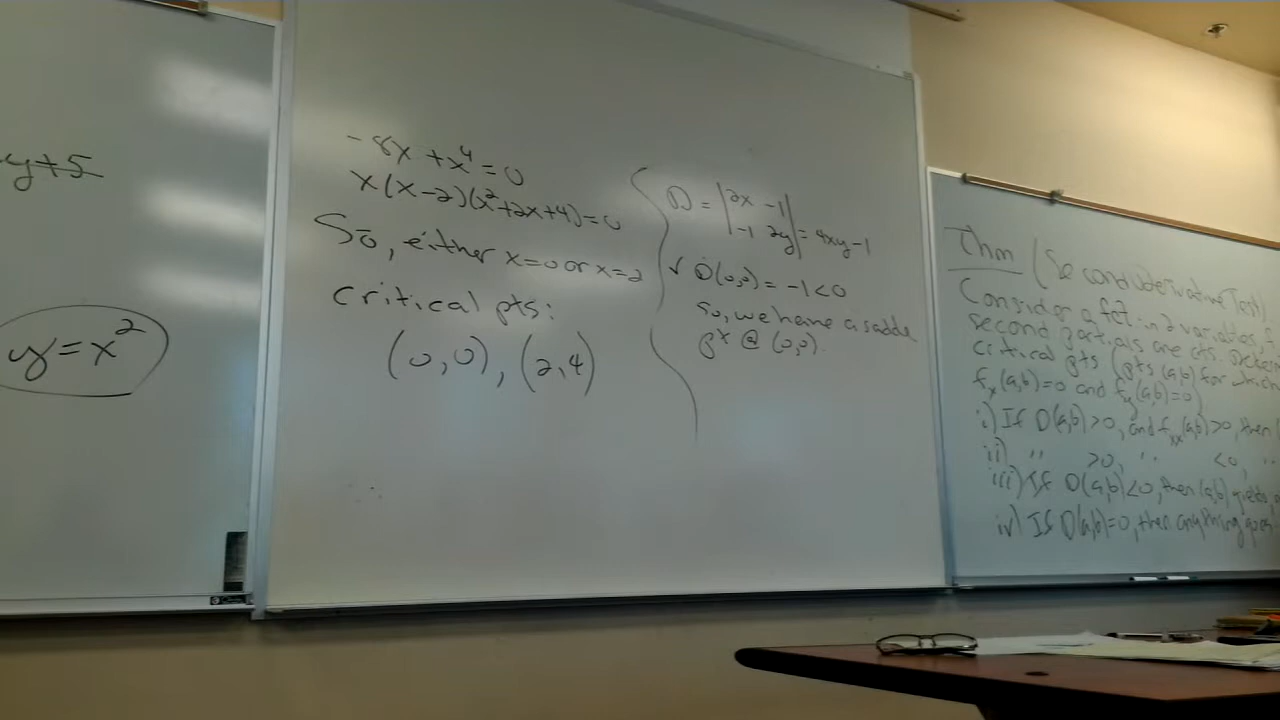 y+5
y=x²
-8x+x⁴=0
x(x-2)(x²+2x+4)=0
So, either x=0 or x=2
critical pts:
(0,0), (2,4)
D = |2x -1|
|-1 2y| = 4xy-1
✓ D(0,0) = -1<0
So, we have a saddle
pt @ (0,0)
Thm (Second Derivative Test)
Consider a fct. in 2 variables, f
second partials are cts.
critical pts (pts (a,b) for which
fx(a,b)=0 and fy(a,b)=0)
i) If D(a,b)>0, and fxx(a,b)>0, then
ii) " >0, " <0, "
iii) If D(a,b)<0, then (a,b) yields a
iv) If D(a,b)=0, then anything goes